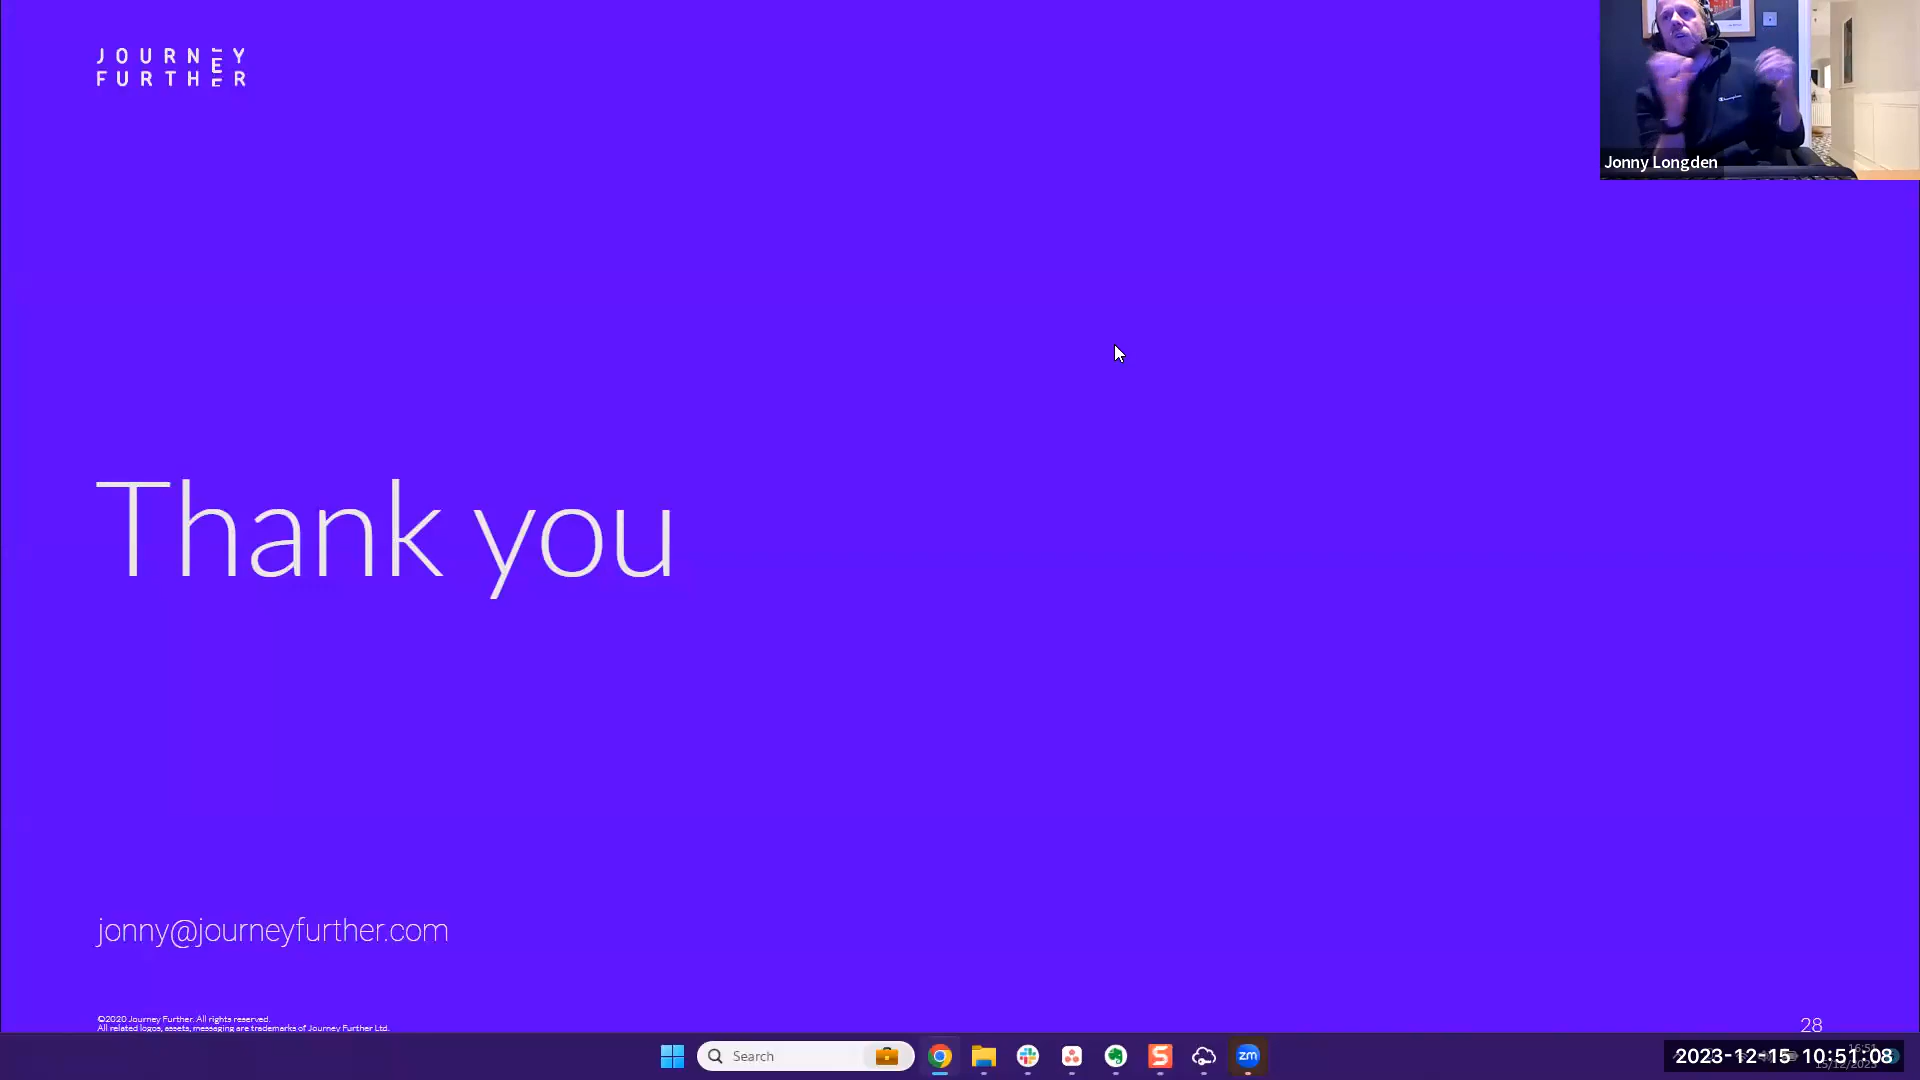 JOURNEY
FURTHER
Jonny Longden
Thank you
jonny@journeyfurther.com
©2020 Journey Further. All rights reserved.
All related logos, assets, messaging are trademarks of Journey Further Ltd.
28
Search
zm
2023-12-15 10:51:08